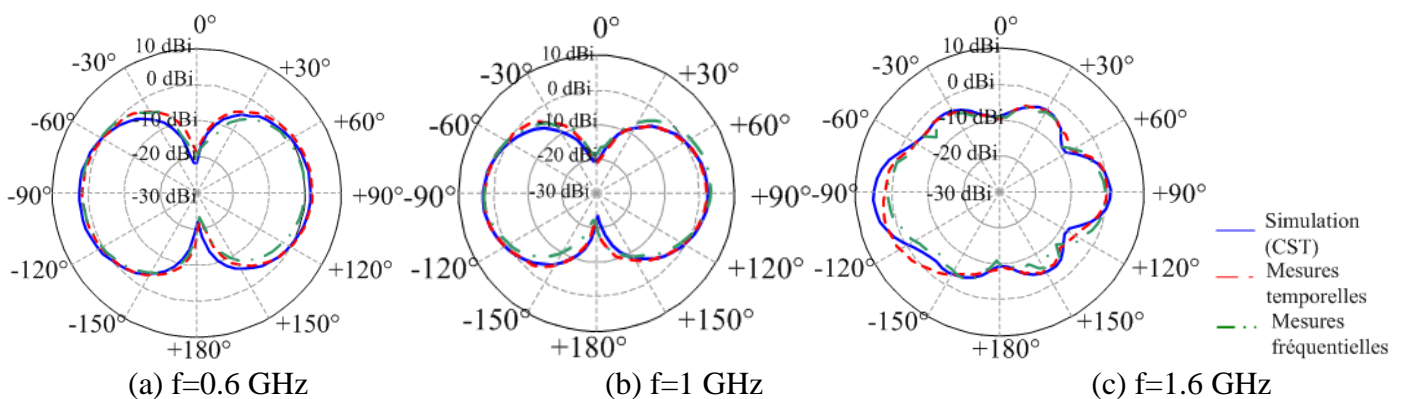 0°
10 dBi
-30°
+30°
0 dBi
-60°
-10 dBi
+60°
-20 dBi
-90°
-30 dBi
+90°
-120°
+120°
-150°
+150°
+180°
(a) f=0.6 GHz
0°
10 dBi
-30°
+30°
0 dBi
-60°
-10 dBi
+60°
-20 dBi
-90°
-30 dBi
+90°
-120°
+120°
-150°
+150°
+180°
(b) f=1 GHz
0°
10 dBi
-30°
+30°
0 dBi
-60°
-10 dBi
+60°
-20 dBi
-90°
-30 dBi
+90°
-120°
+120°
-150°
+150°
+180°
(c) f=1.6 GHz
Simulation
(CST)
Mesures
temporelles
Mesures
fréquentielles